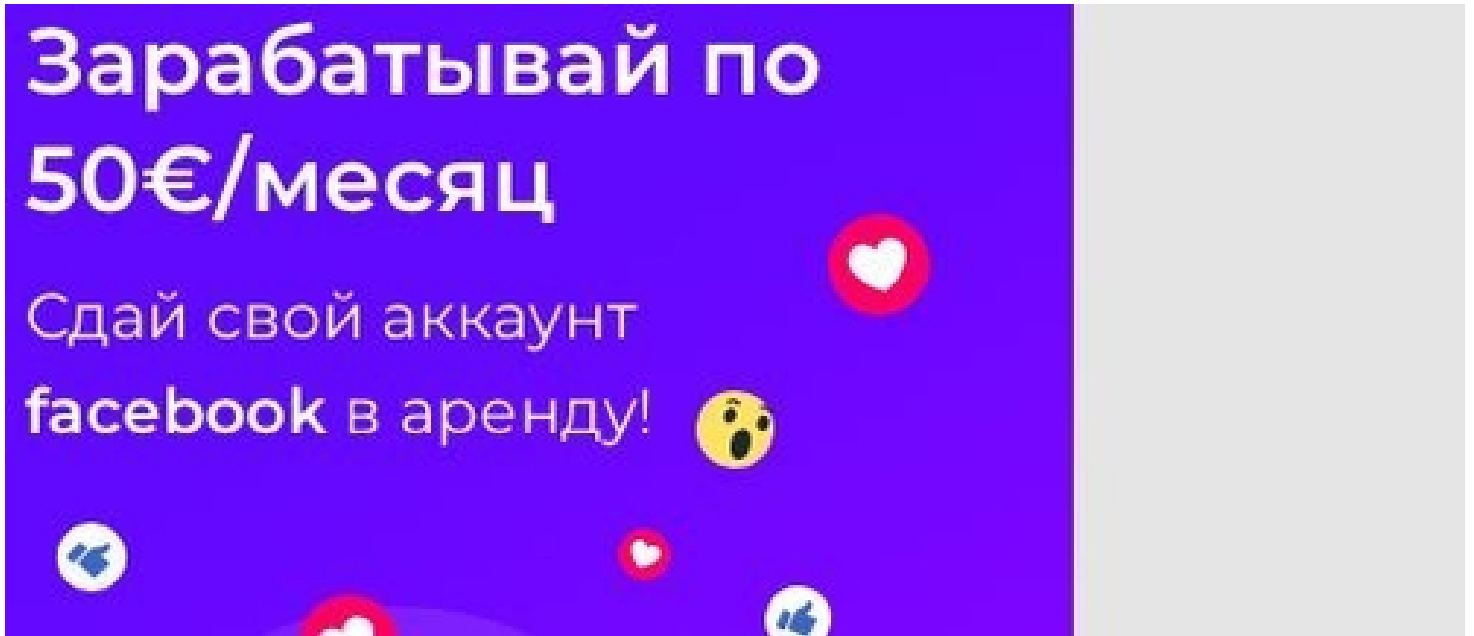 Зарабатывай по
50€/месяц
Сдай свой аккаунт
facebook в аренду!